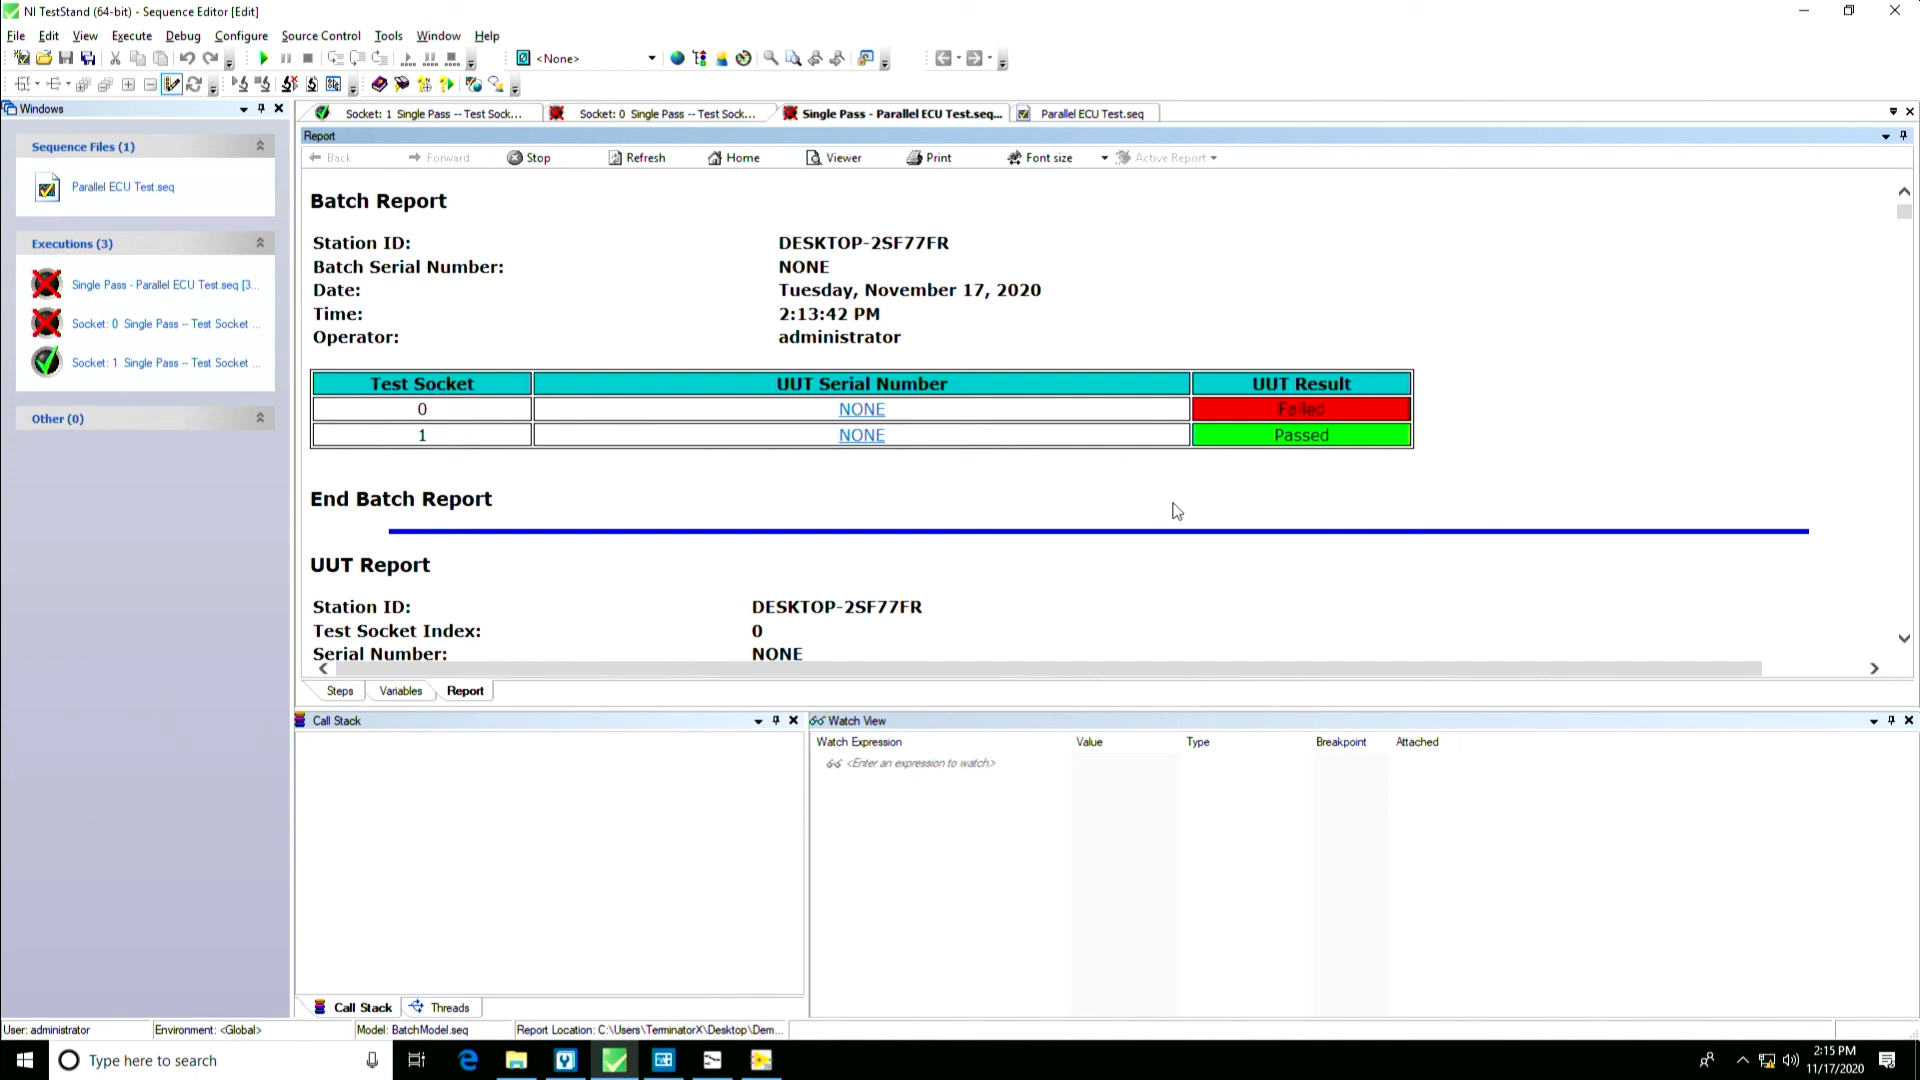 NI TestStand (64-bit) - Sequence Editor [Edit]
File Edit View Execute Debug Configure Source Control Tools Window Help
<None>
Windows
Socket: 1 Single Pass -- Test Sock...
Socket: 0 Single Pass -- Test Sock...
Single Pass - Parallel ECU Test.seq...
Parallel ECU Test.seq
Sequence Files (1)
Parallel ECU Test.seq
Executions (3)
Single Pass - Parallel ECU Test.seq [3...
Socket: 0 Single Pass -- Test Socket ...
Socket: 1 Single Pass -- Test Socket ...
Other (0)
Report
Back Forward Stop Refresh Home Viewer Print Font size Active Report
Batch Report
Station ID: DESKTOP-2SF77FR
Batch Serial Number: NONE
Date: Tuesday, November 17, 2020
Time: 2:13:42 PM
Operator: administrator
Test Socket UUT Serial Number UUT Result
0 NONE Failed
1 NONE Passed
End Batch Report
UUT Report
Station ID: DESKTOP-2SF77FR
Test Socket Index: 0
Serial Number: NONE
Steps Variables Report
Call Stack
Watch View
Watch Expression Value Type Breakpoint Attached
<Enter an expression to watch>
Call Stack Threads
User: administrator Environment: <Global> Model: BatchModel.seq Report Location: C:\Users\TerminatorX\Desktop\Dem...
Type here to search
2:15 PM
11/17/2020